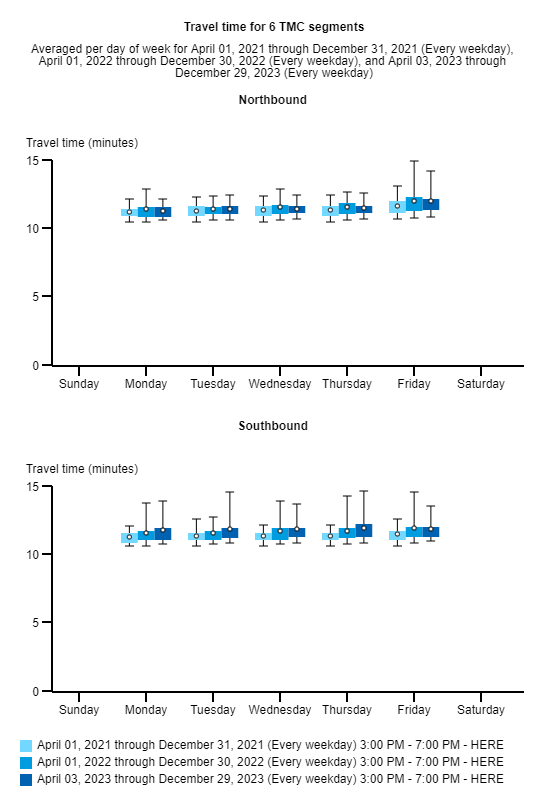 Travel time for 6 TMC segments
Averaged per day of week for April 01, 2021 through December 31, 2021 (Every weekday),
April 01, 2022 through December 30, 2022 (Every weekday), and April 03, 2023 through
December 29, 2023 (Every weekday)
Northbound
Travel time (minutes)
15
10
5
0
Sunday Monday Tuesday Wednesday Thursday Friday Saturday
Southbound
Travel time (minutes)
15
10
5
0
Sunday Monday Tuesday Wednesday Thursday Friday Saturday
April 01, 2021 through December 31, 2021 (Every weekday) 3:00 PM - 7:00 PM - HERE
April 01, 2022 through December 30, 2022 (Every weekday) 3:00 PM - 7:00 PM - HERE
April 03, 2023 through December 29, 2023 (Every weekday) 3:00 PM - 7:00 PM - HERE